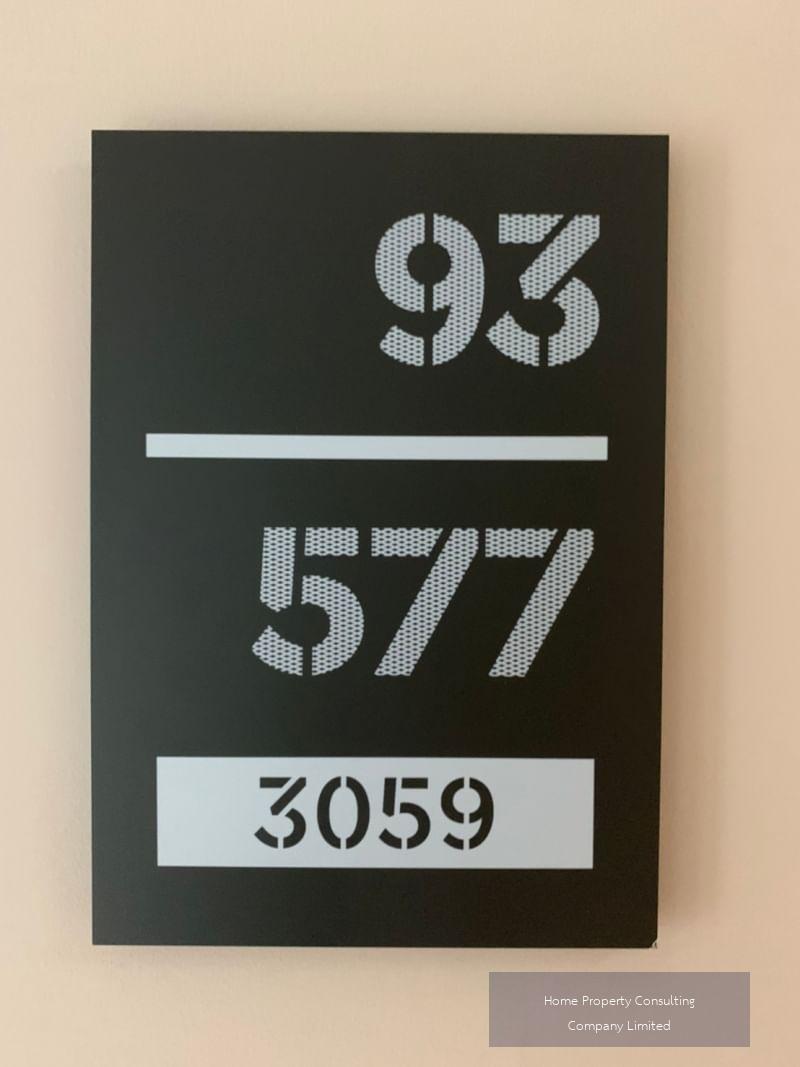 93
577
3059
Home Property Consulting
Company Limited